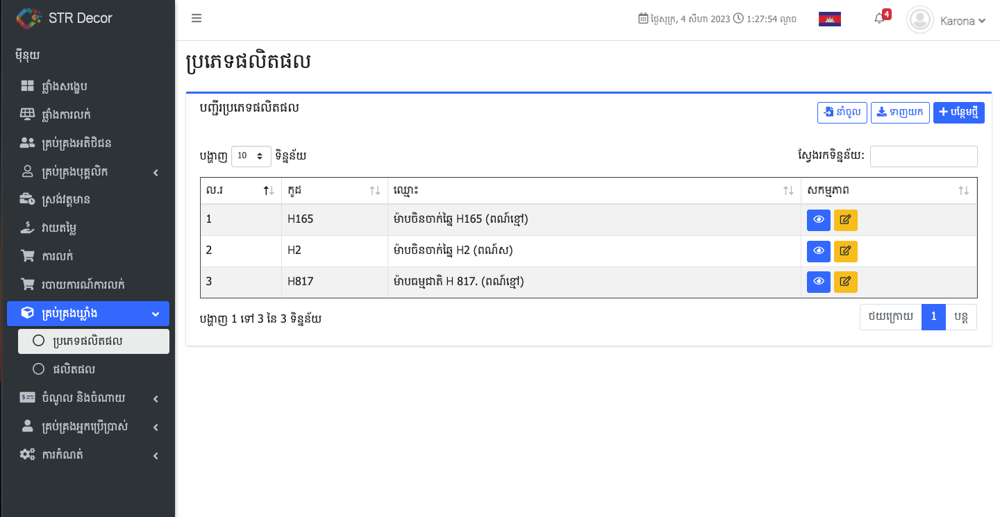 STR Decor
ថ្ងៃសុក្រ, 4 សីហា 2023 1:27:54 ល្ងាច
4
Karona
ម៉ឺនុយ
ផ្ទាំងសង្ខេប
ផ្ទាំងការលក់
គ្រប់គ្រងអតិថិជន
គ្រប់គ្រងបុគ្គលិក
ស្រង់វត្តមាន
វាយតម្លៃ
ការលក់
របាយការណ៍ការលក់
គ្រប់គ្រងឃ្លាំង
ប្រភេទផលិតផល
ផលិតផល
ចំណូល និងចំណាយ
គ្រប់គ្រងអ្នកប្រើប្រាស់
ការកំណត់
ប្រភេទផលិតផល
បញ្ជីរប្រភេទផលិតផល
នាំចូល ទាញយក បន្ថែមថ្មី
បង្ហាញ 10 ទិន្នន័យ ស្វែងរកទិន្នន័យ:
ល.រ កូដ ឈ្មោះ សកម្មភាព
1 H165 ម៉ាបចិនចាក់ឆ្នៃ H165 (ពណ៍ខ្មៅ)
2 H2 ម៉ាបចិនចាក់ឆ្នៃ H2 (ពណ៍ស)
3 H817 ម៉ាបធម្មជាតិ H 817. (ពណ៍ខ្មៅ)
បង្ហាញ 1 ទៅ 3 នៃ 3 ទិន្នន័យ ថយក្រោយ 1 បន្ត